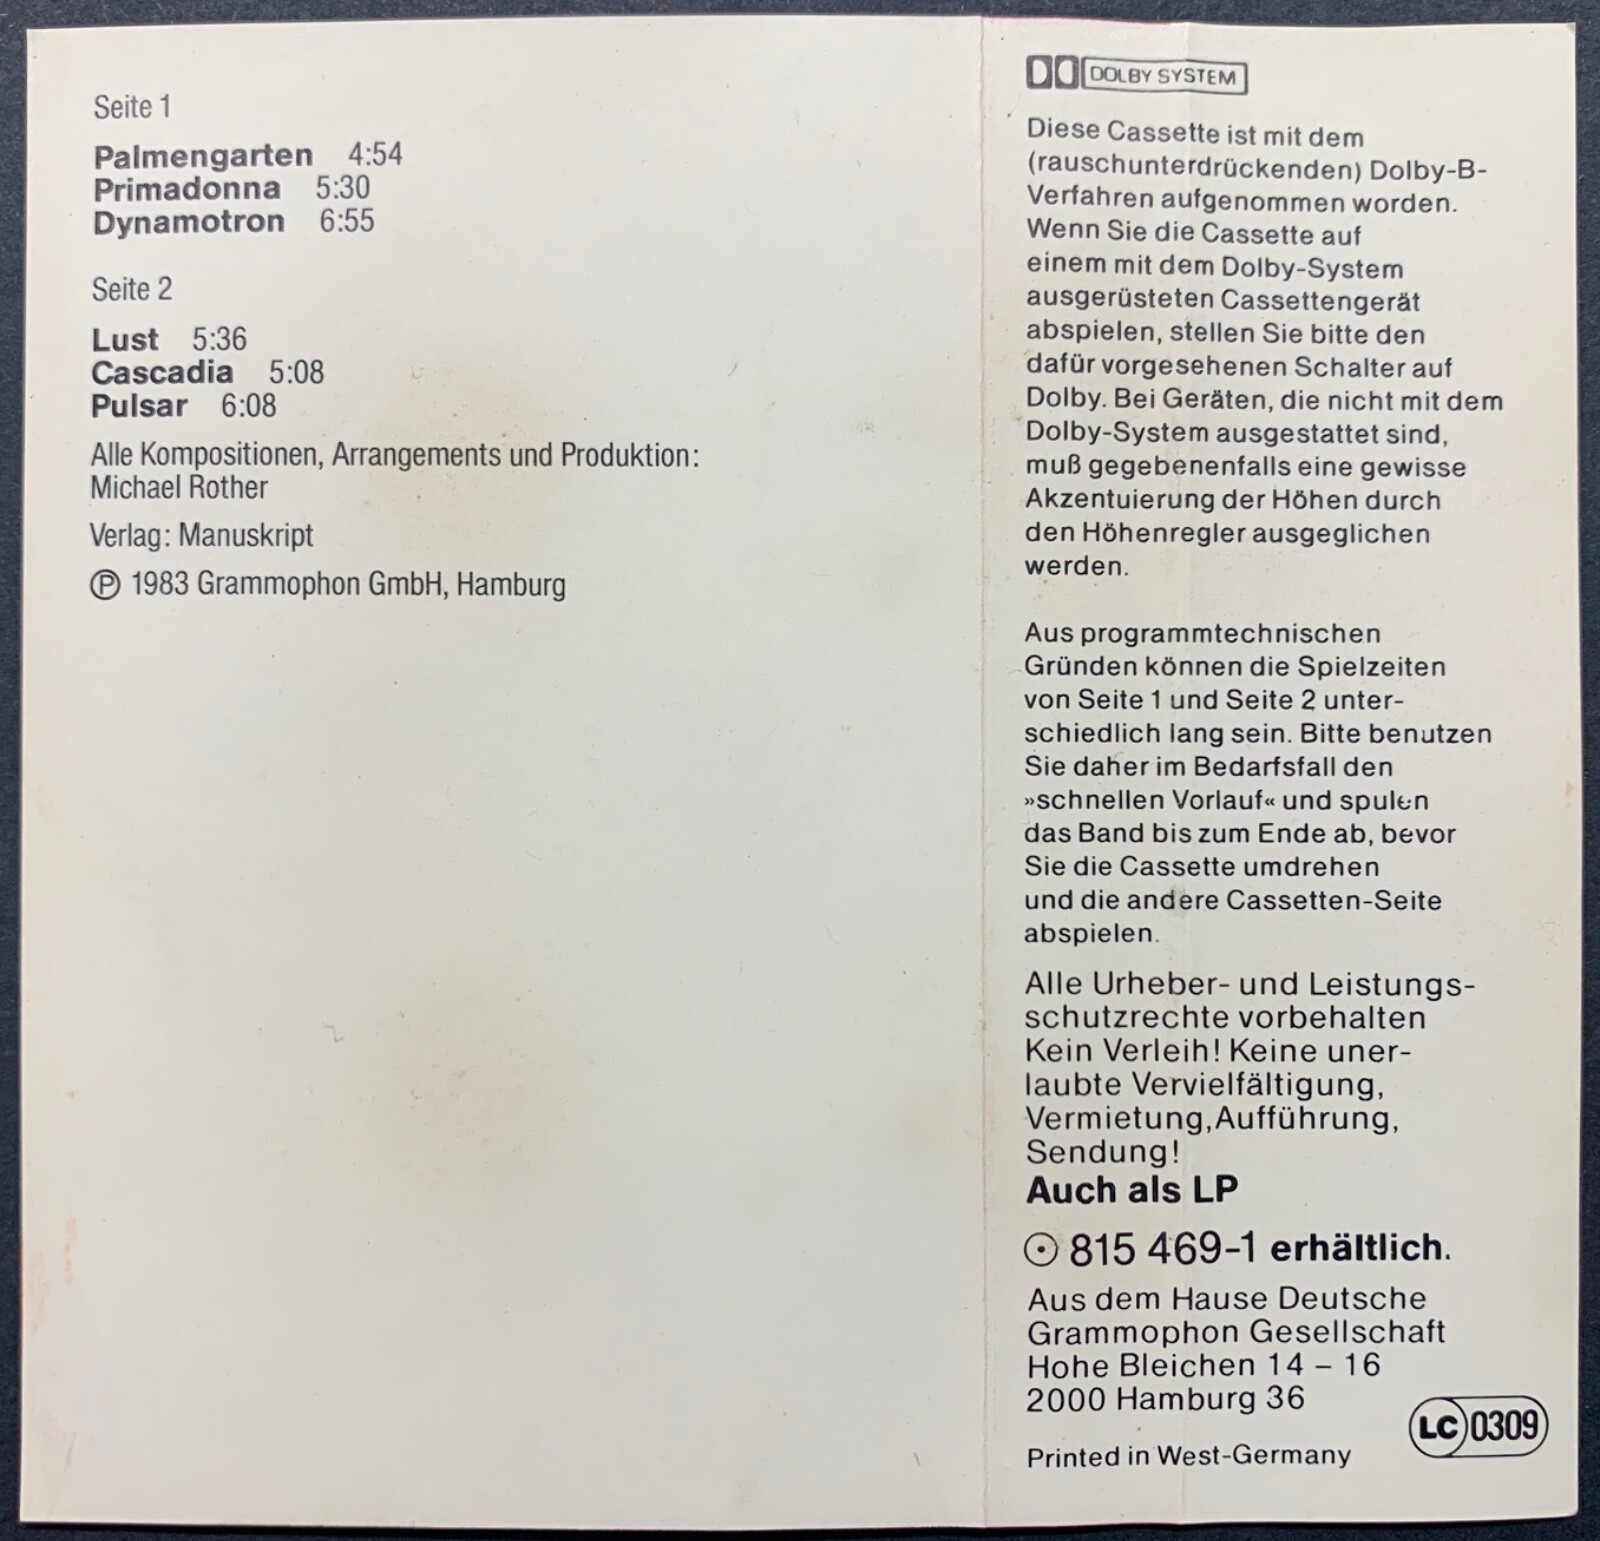 Seite 1
Palmengarten 4:54
Primadonna 5:30
Dynamotron 6:55
Seite 2
Lust 5:36
Cascadia 5:08
Pulsar 6:08
Alle Kompositionen, Arrangements und Produktion:
Michael Rother
Verlag: Manuskript
℗ 1983 Grammophon GmbH, Hamburg
DOLBY SYSTEM
Diese Cassette ist mit dem
(rauschunterdrückenden) Dolby-B-
Verfahren aufgenommen worden.
Wenn Sie die Cassette auf
einem mit dem Dolby-System
ausgerüsteten Cassettengerät
abspielen, stellen Sie bitte den
dafür vorgesehenen Schalter auf
Dolby. Bei Geräten, die nicht mit dem
Dolby-System ausgestattet sind,
muß gegebenenfalls eine gewisse
Akzentuierung der Höhen durch
den Höhenregler ausgeglichen
werden.
Aus programmtechnischen
Gründen können die Spielzeiten
von Seite 1 und Seite 2 unter-
schiedlich lang sein. Bitte benutzen
Sie daher im Bedarfsfall den
»schnellen Vorlauf« und spulen
das Band bis zum Ende ab, bevor
Sie die Cassette umdrehen
und die andere Cassetten-Seite
abspielen.
Alle Urheber- und Leistungs-
schutzrechte vorbehalten
Kein Verleih! Keine uner-
laubte Vervielfältigung,
Vermietung,Aufführung,
Sendung!
Auch als LP
815 469-1 erhältlich.
Aus dem Hause Deutsche
Grammophon Gesellschaft
Hohe Bleichen 14 – 16
2000 Hamburg 36
LC 0309
Printed in West-Germany